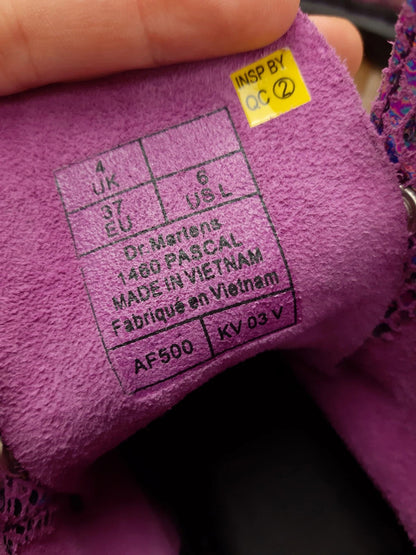 INSP BY
QC 2
4
UK
37
EU
6
US L
Dr Martens
1460 PASCAL
MADE IN VIETNAM
Fabriqué en Vietnam
AF500
KV 03 V